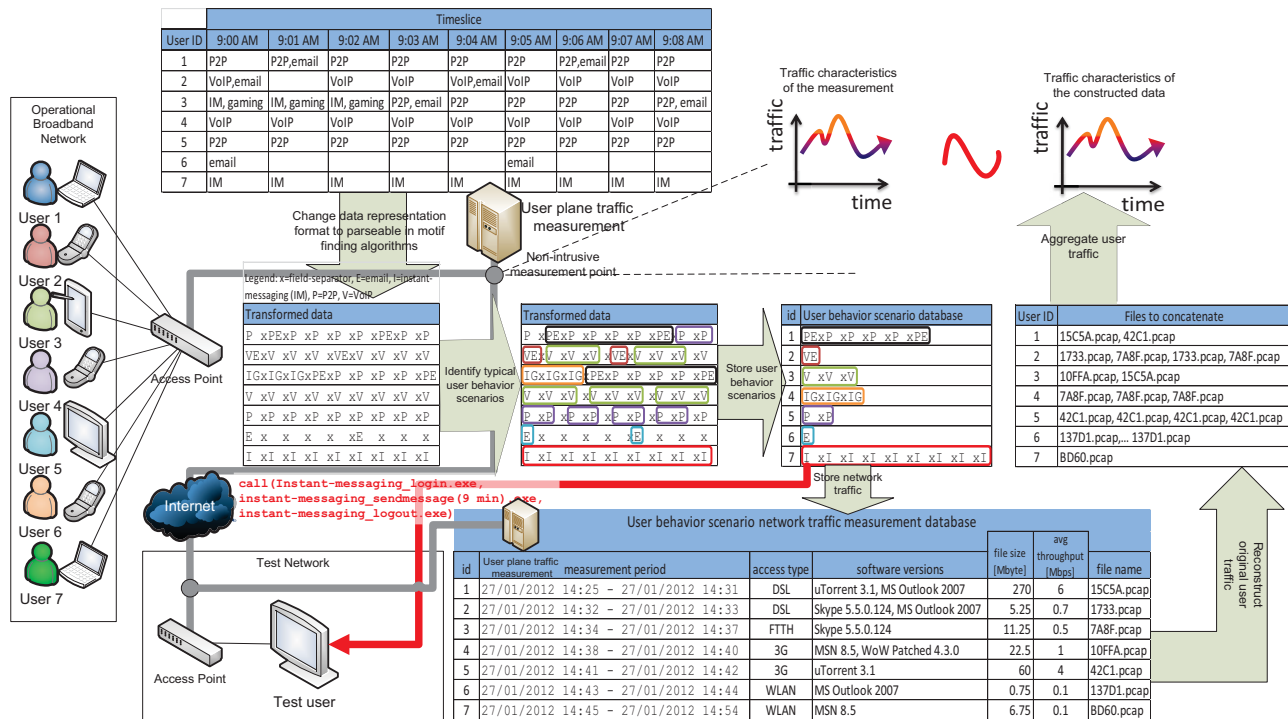 Timeslice
User ID 9:00 AM 9:01 AM 9:02 AM 9:03 AM 9:04 AM 9:05 AM 9:06 AM 9:07 AM 9:08 AM
1 P2P P2P,email P2P P2P P2P P2P P2P,email P2P P2P
2 VoIP,email VoIP VoIP VoIP,email VoIP VoIP VoIP VoIP
3 IM, gaming IM, gaming IM, gaming P2P, email P2P P2P P2P P2P P2P, email
4 VoIP VoIP VoIP VoIP VoIP VoIP VoIP VoIP VoIP
5 P2P P2P P2P P2P P2P P2P P2P P2P P2P
6 email email
7 IM IM IM IM IM IM IM IM IM
Operational
Broadband
Network
User 1
User 2
User 3
User 4
User 5
User 6
User 7
Access Point
Change data representation
format to parseable in motif
finding algorithms
User plane traffic
measurement
Non-intrusive
measurement point
Traffic characteristics
of the measurement
traffic
time
Traffic characteristics of
the constructed data
traffic
time
Aggregate user
traffic
Legend: x=field-separator, E=email, I=instant-
messaging (IM), P=P2P, V=VoIP
Transformed data
P xPExP xP xP xP xPExP xP
VExV xV xVExV xV xV xV
IGxIGxIGxPExP xP xP xP xPE
V xV xV xV xV xV xV xV xV
P xP xP xP xP xP xP xP xP
E x x x x xE x x x
I xI xI xI xI xI xI xI xI
Identify typical
user behavior
scenarios
Transformed data
P xPExP xP xP xP xPE P xP
VExV xV xV xVExV xV xV xV
IGxIGxIGxPExP xP xP xP xPE
V xV xV xV xV xV xV xV xV
P xP xP xP xP xP xP xP xP
E x x x x xE x x x
I xI xI xI xI xI xI xI xI
Store user
behavior
scenarios
id User behavior scenario database
1 PExP xP xP xP xPE
2 VE
3 V xV xV
4 IGxIGxIG
5 P xP
6 E
7 I xI xI xI xI xI xI xI xI
User ID Files to concatenate
1 15C5A.pcap, 42C1.pcap
2 1733.pcap, 7A8F.pcap, 1733.pcap, 7A8F.pcap
3 10FFA.pcap, 15C5A.pcap
4 7A8F.pcap, 7A8F.pcap, 7A8F.pcap
5 42C1.pcap, 42C1.pcap, 42C1.pcap, 42C1.pcap
6 137D1.pcap,... 137D1.pcap
7 BD60.pcap
Store network
traffic
Internet
call(Instant-messaging_login.exe,
instant-messaging_sendmessage(9 min).exe,
instant-messaging_logout.exe)
Test Network
Access Point
Test user
User behavior scenario network traffic measurement database
User plane traffic
measurement
id measurement period access type software versions file size [Mbyte] avg throughput [Mbps] file name
1 27/01/2012 14:25 - 27/01/2012 14:31 DSL uTorrent 3.1, MS Outlook 2007 270 6 15C5A.pcap
2 27/01/2012 14:32 - 27/01/2012 14:33 DSL Skype 5.5.0.124, MS Outlook 2007 5.25 0.7 1733.pcap
3 27/01/2012 14:34 - 27/01/2012 14:37 FTTH Skype 5.5.0.124 11.25 0.5 7A8F.pcap
4 27/01/2012 14:38 - 27/01/2012 14:40 3G MSN 8.5, WoW Patched 4.3.0 22.5 1 10FFA.pcap
5 27/01/2012 14:41 - 27/01/2012 14:42 3G uTorrent 3.1 60 4 42C1.pcap
6 27/01/2012 14:43 - 27/01/2012 14:44 WLAN MS Outlook 2007 0.75 0.1 137D1.pcap
7 27/01/2012 14:45 - 27/01/2012 14:54 WLAN MSN 8.5 6.75 0.1 BD60.pcap
Reconstruct
original user
traffic